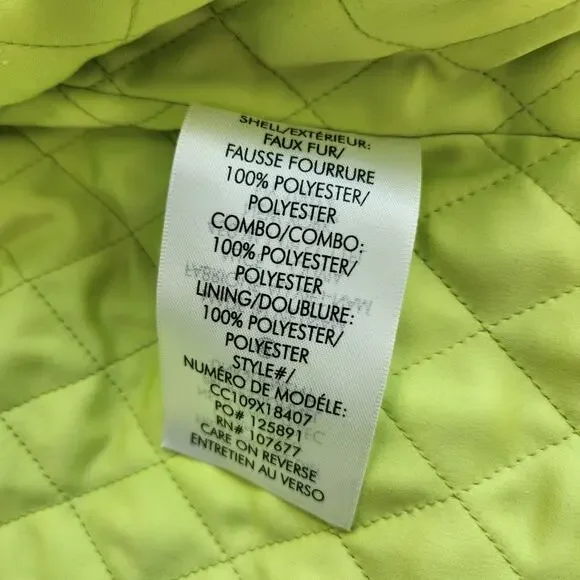 SHELL/EXTÉRIEUR:
FAUX FUR/
FAUSSE FOURRURE
100% POLYESTER/
POLYESTER
COMBO/COMBO:
100% POLYESTER/
POLYESTER
LINING/DOUBLURE:
100% POLYESTER/
POLYESTER
STYLE#/
NUMÉRO DE MODÉLE:
CC109X18407
PO# 125891
RN# 107677
CARE ON REVERSE
ENTRETIEN AU VERSO